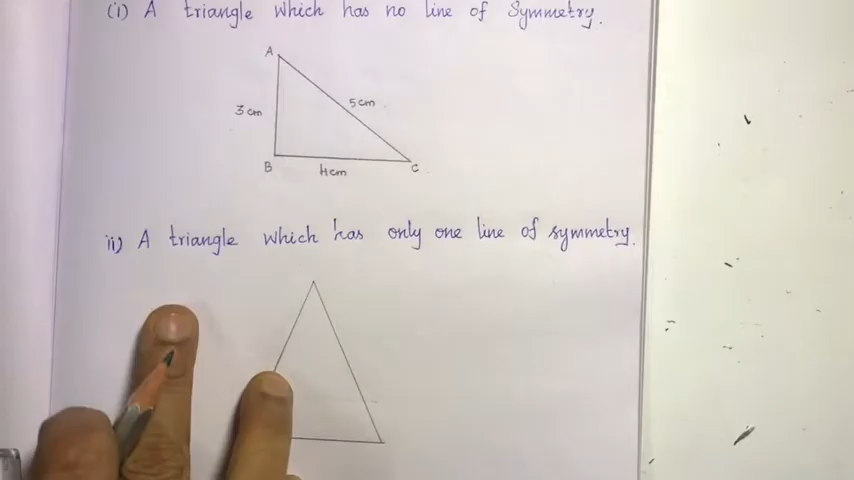 (i) A triangle which has no line of Symmetry.
A
3 cm
5 cm
B
4cm
C
ii) A triangle which has only one line of symmetry.